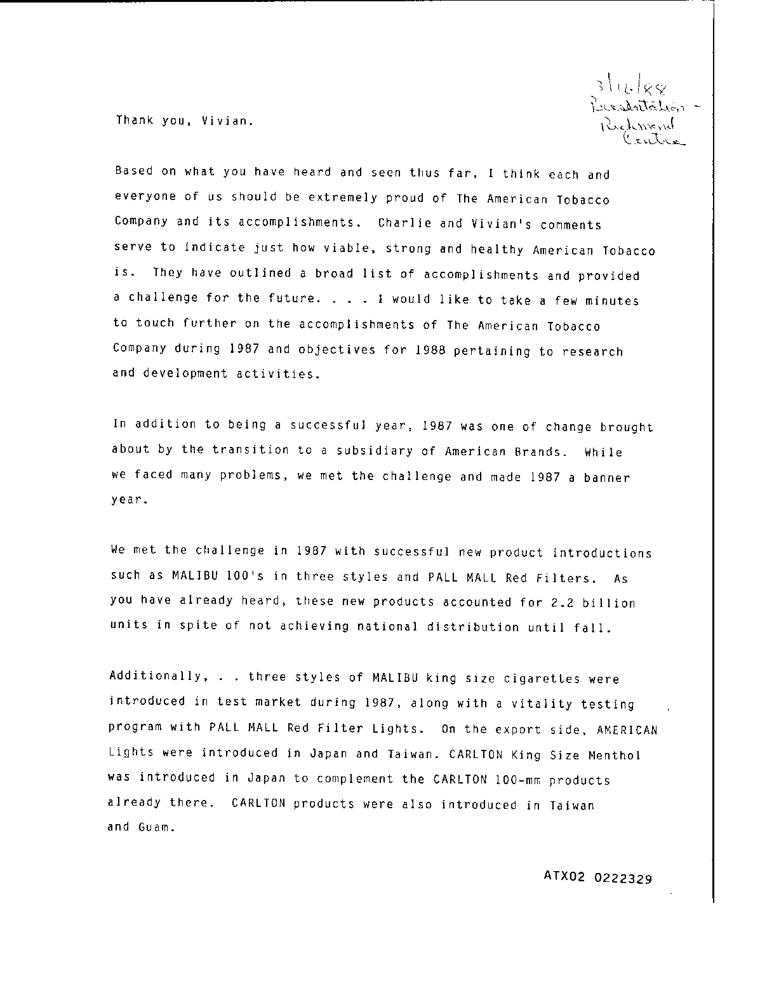 3/16/88
Presentation -
Richmond
Centre
Thank you, Vivian.
Based on what you have heard and seen thus far, I think each and
everyone of us should be extremely proud of The American Tobacco
Company and its accomplishments.  Charlie and Vivian's comments
serve to indicate just how viable, strong and healthy American Tobacco
is.  They have outlined a broad list of accomplishments and provided
a challenge for the future. . . . I would like to take a few minutes
to touch further on the accomplishments of The American Tobacco
Company during 1987 and objectives for 1988 pertaining to research
and development activities.
In addition to being a successful year, 1987 was one of change brought
about by the transition to a subsidiary of American Brands.  While
we faced many problems, we met the challenge and made 1987 a banner
year.
We met the challenge in 1987 with successful new product introductions
such as MALIBU 100's in three styles and PALL MALL Red Filters.  As
you have already heard, these new products accounted for 2.2 billion
units in spite of not achieving national distribution until fall.
Additionally, . . three styles of MALIBU king size cigarettes were
introduced in test market during 1987, along with a vitality testing
program with PALL MALL Red Filter Lights.  On the export side, AMERICAN
Lights were introduced in Japan and Taiwan. CARLTON King Size Menthol
was introduced in Japan to complement the CARLTON 100-mm products
already there.  CARLTON products were also introduced in Taiwan
and Guam.
ATX02 0222329